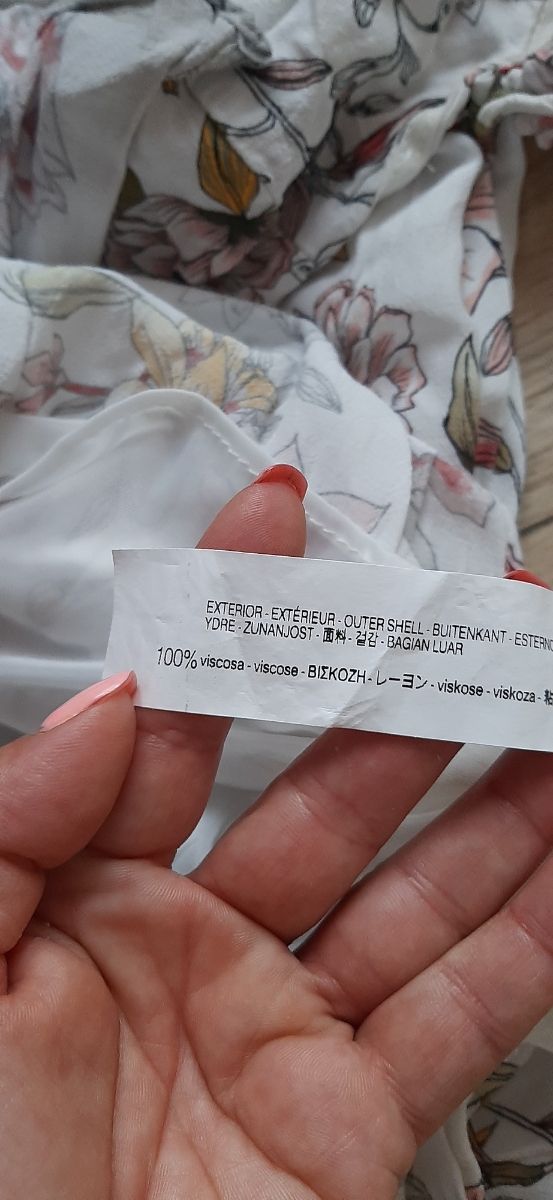 EXTERIOR - EXTÉRIEUR - OUTER SHELL - BUITENKANT -
YDRE - ZUNANJOST - 面料 - 겉감 - BAGIAN LUAR
100% viscosa - viscose - ΒΙΣΚΟΖΗ - レーヨン - viskose - viskoza -